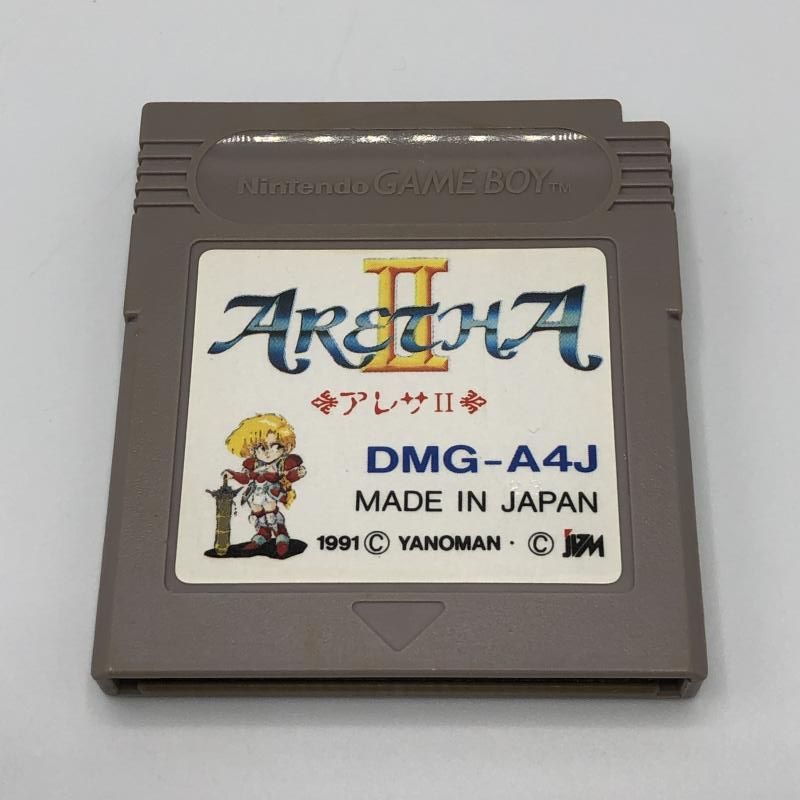 Nintendo GAME BOY™
ARETHA II
アレサII
DMG-A4J
MADE IN JAPAN
1991 © YANOMAN · © JVM